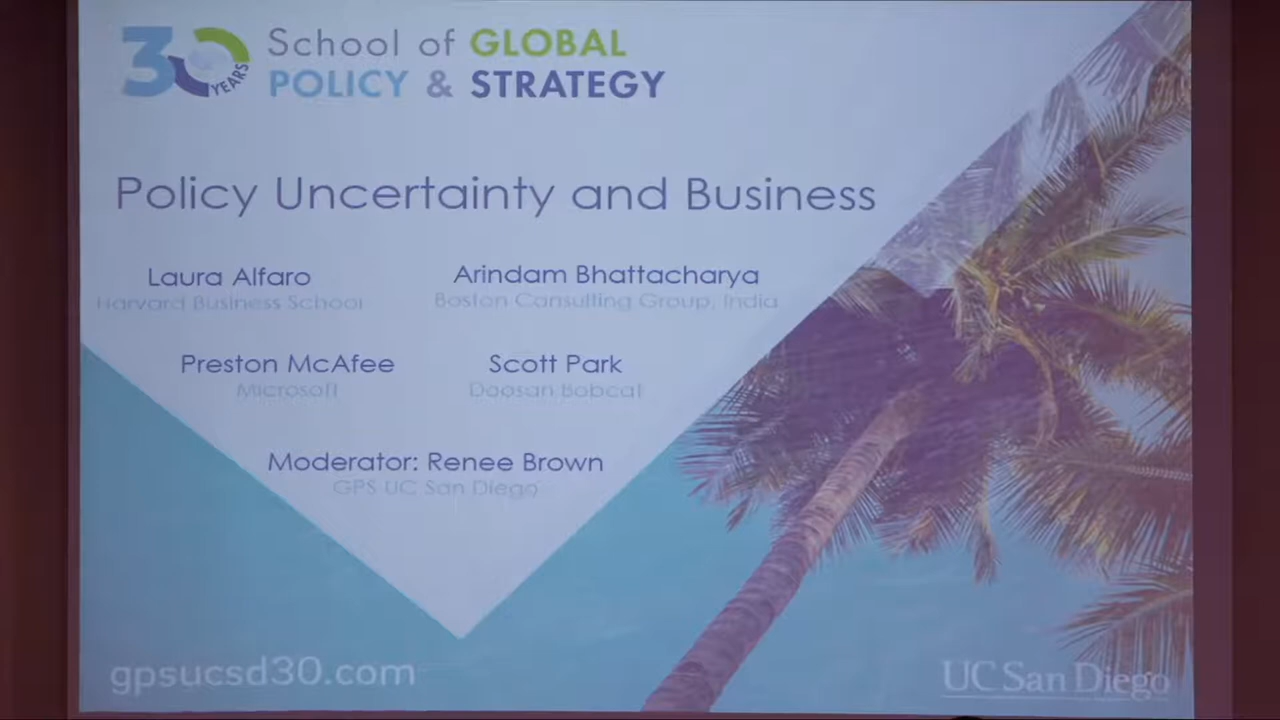 30 YEARS
School of GLOBAL
POLICY & STRATEGY
Policy Uncertainty and Business
Laura Alfaro
Harvard Business School
Arindam Bhattacharya
Boston Consulting Group, India
Preston McAfee
Microsoft
Scott Park
Doosan Bobcat
Moderator: Renee Brown
GPS UC San Diego
gpsucsd30.com
UC San Diego